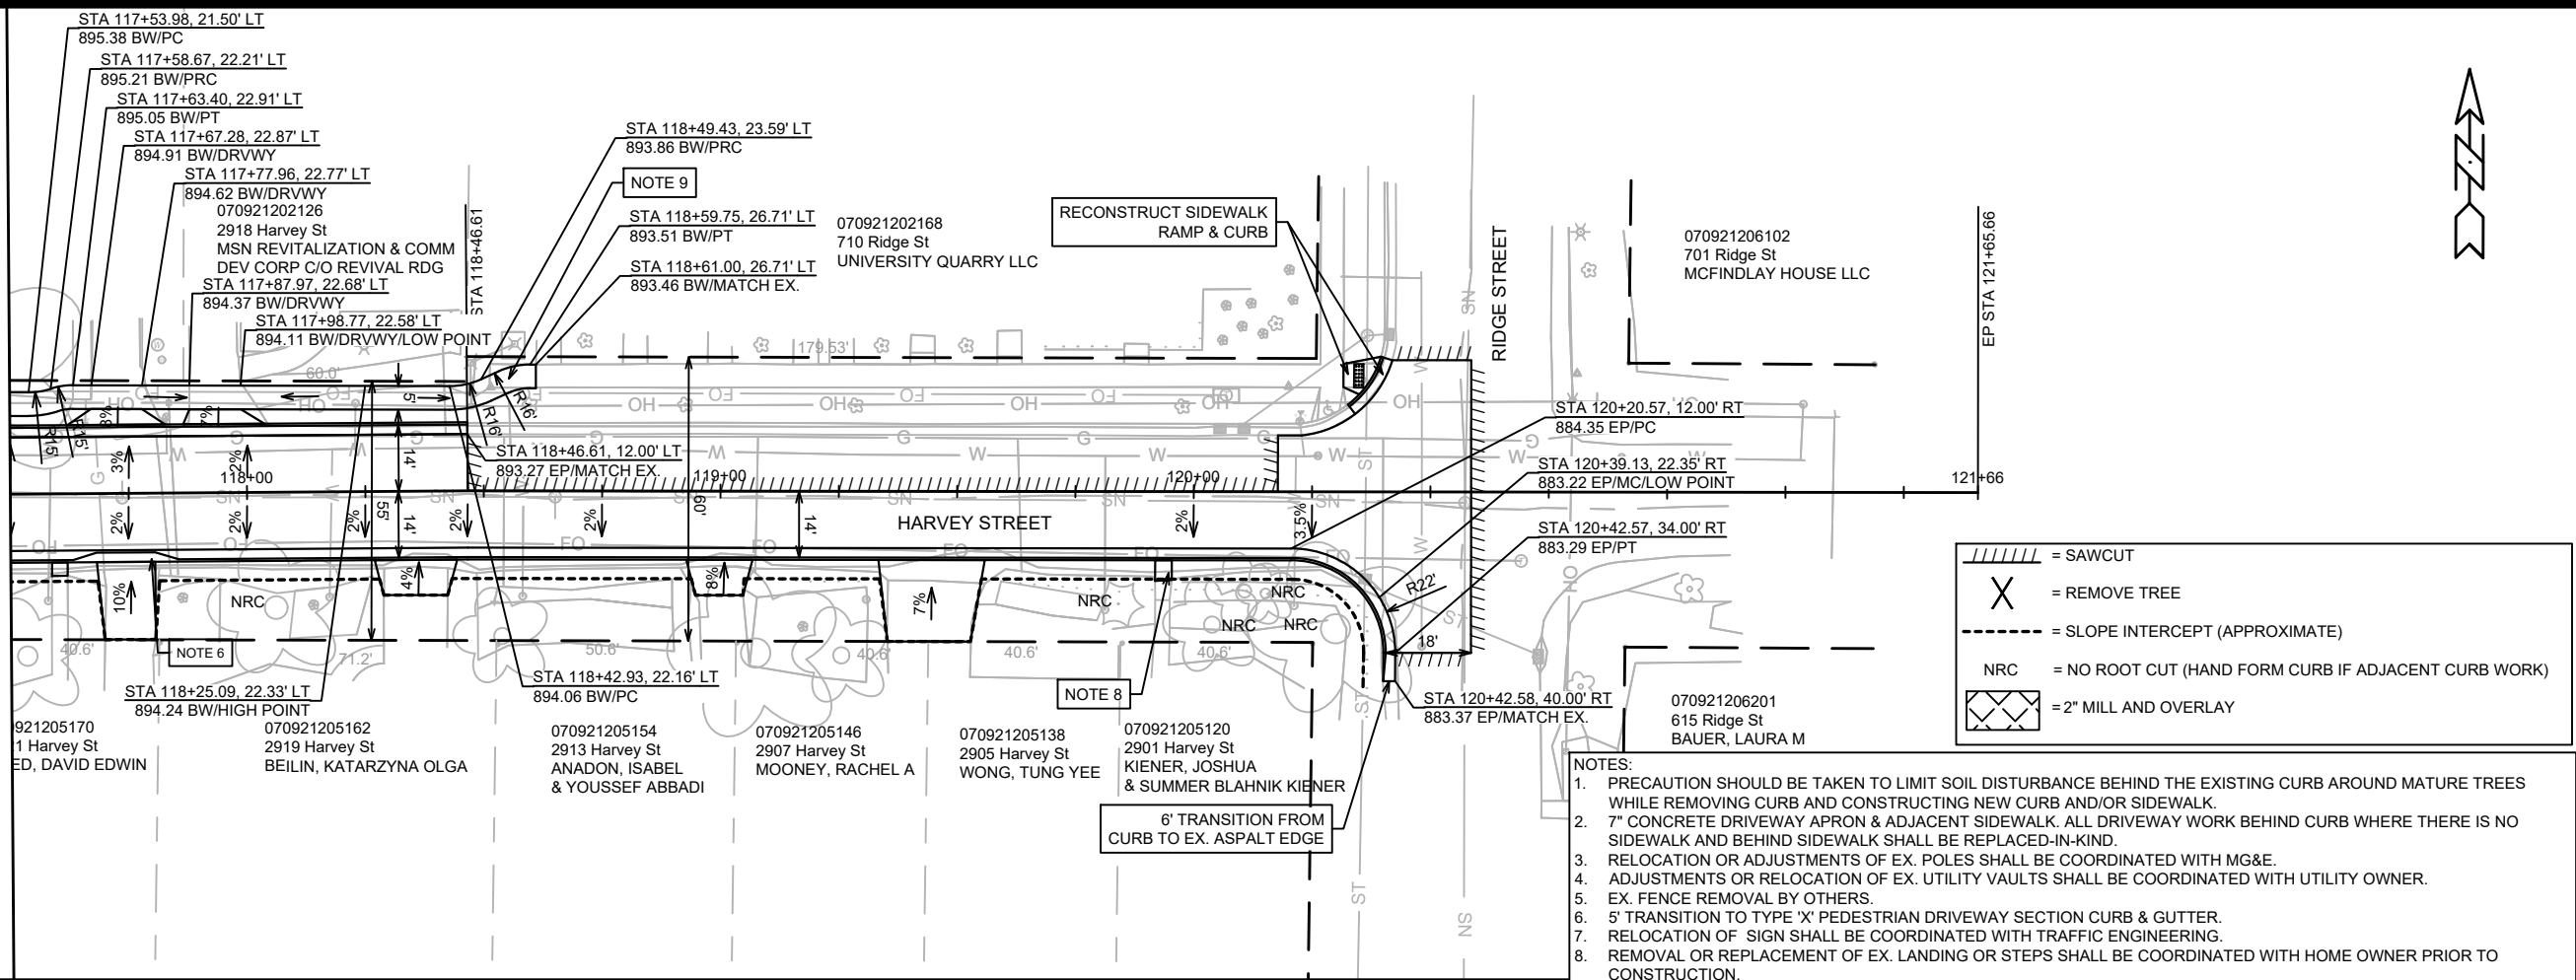 STA 117+53.98, 21.50' LT
895.38 BW/PC
STA 117+58.67, 22.21' LT
895.21 BW/PRC
STA 117+63.40, 22.91' LT
895.05 BW/PT
STA 117+67.28, 22.87' LT
894.91 BW/DRVWY
STA 117+77.96, 22.77' LT
894.62 BW/DRVWY
070921202126
2918 Harvey St
MSN REVITALIZATION & COMM
DEV CORP C/O REVIVAL RDG
STA 117+87.97, 22.68' LT
894.37 BW/DRVWY
STA 117+98.77, 22.58' LT
894.11 BW/DRVWY/LOW POINT
STA 118+46.61
STA 118+49.43, 23.59' LT
893.86 BW/PRC
NOTE 9
STA 118+59.75, 26.71' LT
893.51 BW/PT
STA 118+61.00, 26.71' LT
893.46 BW/MATCH EX.
070921202168
710 Ridge St
UNIVERSITY QUARRY LLC
RECONSTRUCT SIDEWALK
RAMP & CURB
RIDGE STREET
070921206102
701 Ridge St
MCFINDLAY HOUSE LLC
EP STA 121+65.66
179.53'
60.0'
5'
R15'
R15'
R16'
R16'
8%
7%
3%
2%
14'
STA 118+46.61, 12.00' LT
893.27 EP/MATCH EX.
STA 120+20.57, 12.00' RT
884.35 EP/PC
STA 120+39.13, 22.35' RT
883.22 EP/MC/LOW POINT
STA 120+42.57, 34.00' RT
883.29 EP/PT
118+00
119+00
120+00
121+66
2%
2%
2%
2%
2%
2%
3.5%
55'
14'
60'
14'
HARVEY STREET
10%
4%
8%
7%
NRC
NRC
NRC
NRC
NRC
R22'
18'
40.6'
71.2'
50.6'
40.6'
40.6'
40.6'
NOTE 6
NOTE 8
STA 118+25.09, 22.33' LT
894.24 BW/HIGH POINT
STA 118+42.93, 22.16' LT
894.06 BW/PC
STA 120+42.58, 40.00' RT
883.37 EP/MATCH EX.
921205170
1 Harvey St
ED, DAVID EDWIN
070921205162
2919 Harvey St
BEILIN, KATARZYNA OLGA
070921205154
2913 Harvey St
ANADON, ISABEL
& YOUSSEF ABBADI
070921205146
2907 Harvey St
MOONEY, RACHEL A
070921205138
2905 Harvey St
WONG, TUNG YEE
070921205120
2901 Harvey St
KIENER, JOSHUA
& SUMMER BLAHNIK KIENER
6' TRANSITION FROM
CURB TO EX. ASPALT EDGE
070921206201
615 Ridge St
BAUER, LAURA M
= SAWCUT
= REMOVE TREE
= SLOPE INTERCEPT (APPROXIMATE)
NRC = NO ROOT CUT (HAND FORM CURB IF ADJACENT CURB WORK)
= 2" MILL AND OVERLAY
NOTES:
1. PRECAUTION SHOULD BE TAKEN TO LIMIT SOIL DISTURBANCE BEHIND THE EXISTING CURB AROUND MATURE TREES
WHILE REMOVING CURB AND CONSTRUCTING NEW CURB AND/OR SIDEWALK.
2. 7" CONCRETE DRIVEWAY APRON & ADJACENT SIDEWALK. ALL DRIVEWAY WORK BEHIND CURB WHERE THERE IS NO
SIDEWALK AND BEHIND SIDEWALK SHALL BE REPLACED-IN-KIND.
3. RELOCATION OR ADJUSTMENTS OF EX. POLES SHALL BE COORDINATED WITH MG&E.
4. ADJUSTMENTS OR RELOCATION OF EX. UTILITY VAULTS SHALL BE COORDINATED WITH UTILITY OWNER.
5. EX. FENCE REMOVAL BY OTHERS.
6. 5' TRANSITION TO TYPE 'X' PEDESTRIAN DRIVEWAY SECTION CURB & GUTTER.
7. RELOCATION OF SIGN SHALL BE COORDINATED WITH TRAFFIC ENGINEERING.
8. REMOVAL OR REPLACEMENT OF EX. LANDING OR STEPS SHALL BE COORDINATED WITH HOME OWNER PRIOR TO
CONSTRUCTION.